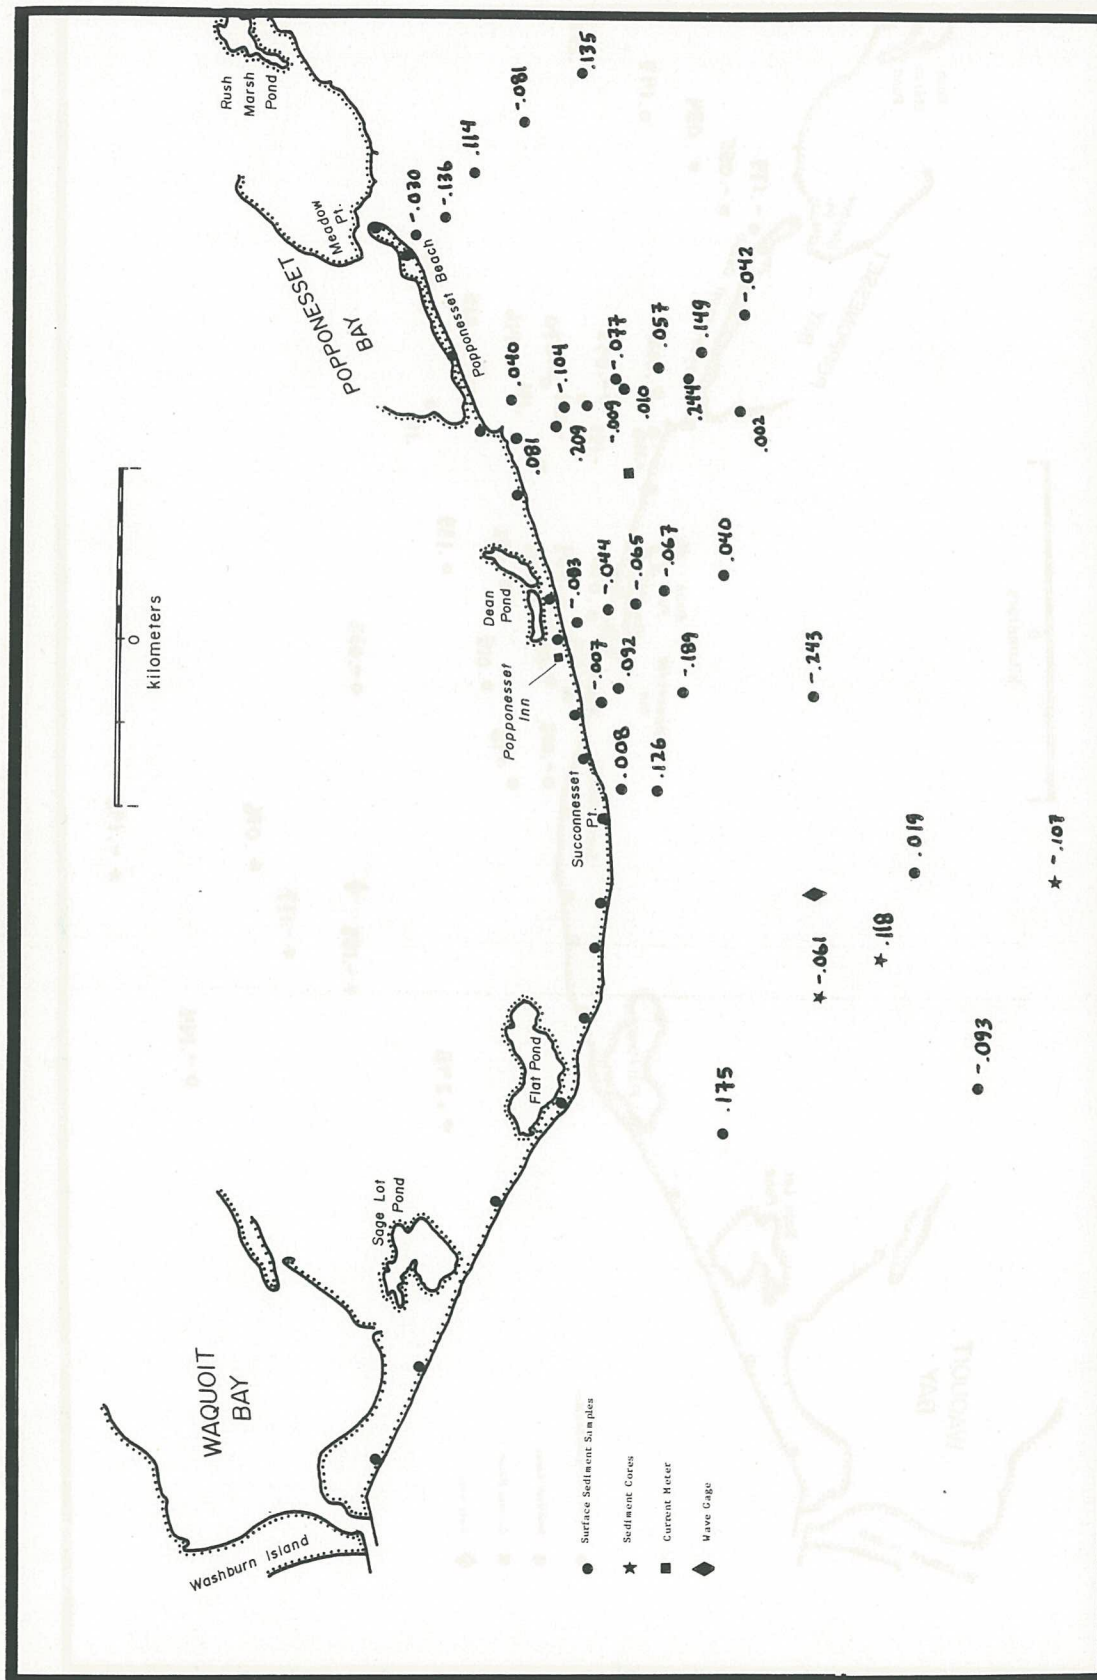 Rush
Marsh
Pond
Meadow
Pt.
POPPONESSET
BAY
Popponesset Beach
.135
-.081
.114
-.136
-.030
-.042
.149
.057
-.077
-.104
.040
.244
.010
-.009
.209
.081
.002
1
0
1
kilometers
Dean
Pond
Popponesset
Inn
-.044
-.065
-.067
.040
-.007
.092
-.189
-.243
Succonnesset
Pt.
.008
.126
.019
-.107
.118
-.061
-.093
.175
Flat Pond
Sage Lot
Pond
WAQUOIT
BAY
Washburn Island
Surface Sediment Samples
Sediment Cores
Current Meter
Wave Gage